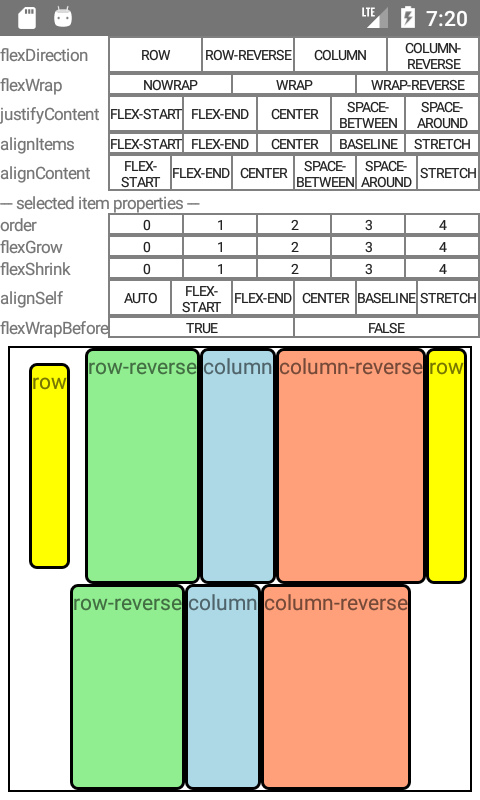 LTE 7:20
flexDirection ROW ROW-REVERSE COLUMN COLUMN-
REVERSE
flexWrap NOWRAP WRAP WRAP-REVERSE
justifyContent FLEX-START FLEX-END CENTER SPACE-
BETWEEN SPACE-
AROUND
alignItems FLEX-START FLEX-END CENTER BASELINE STRETCH
alignContent FLEX-
START FLEX-END CENTER SPACE-
BETWEEN SPACE-
AROUND STRETCH
--- selected item properties ---
order 0 1 2 3 4
flexGrow 0 1 2 3 4
flexShrink 0 1 2 3 4
alignSelf AUTO FLEX-
START FLEX-END CENTER BASELINE STRETCH
flexWrapBefore TRUE FALSE
row row-reverse column column-reverse row
row-reverse column column-reverse